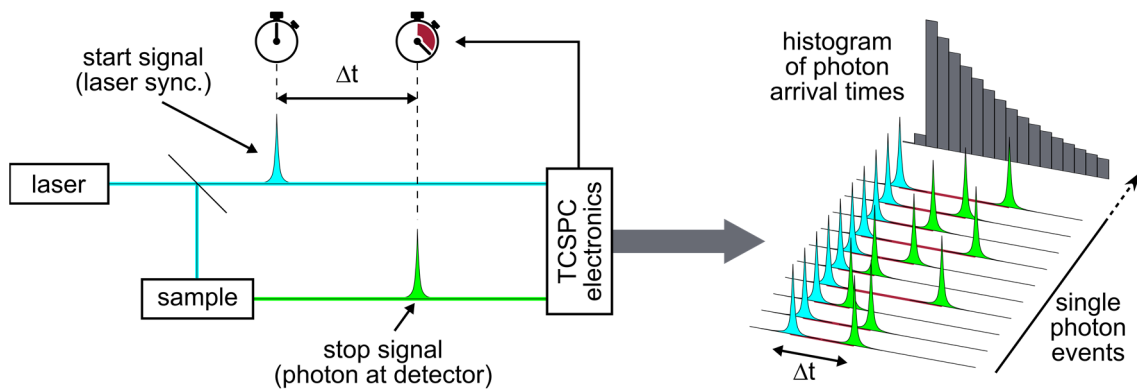 start signal
(laser sync.)
Δt
laser
sample
stop signal
(photon at detector)
TCSPC
electronics
histogram
of photon
arrival times
Δt
single
photon
events